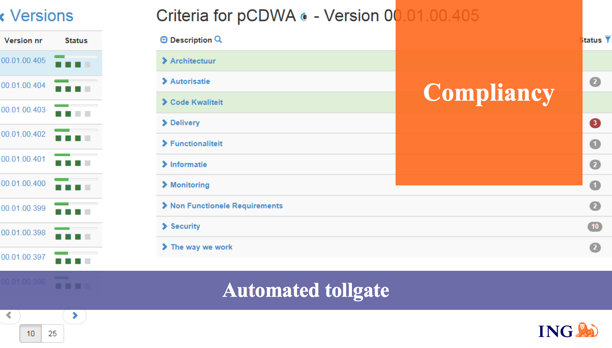 Versions
Version nr Status
00.01.00.405
00.01.00.404
00.01.00.403
00.01.00.402
00.01.00.401
00.01.00.400
00.01.00.399
00.01.00.398
00.01.00.397
00.01.00.396
10 25
Criteria for pCDWA - Version 00.01.00.405
Description Status
Architectuur
Autorisatie 2
Code Kwaliteit
Delivery 3
Functionaliteit 1
Informatie 2
Monitoring 1
Non Functionele Requirements 2
Security 10
The way we work 2
Compliancy
Automated tollgate
ING